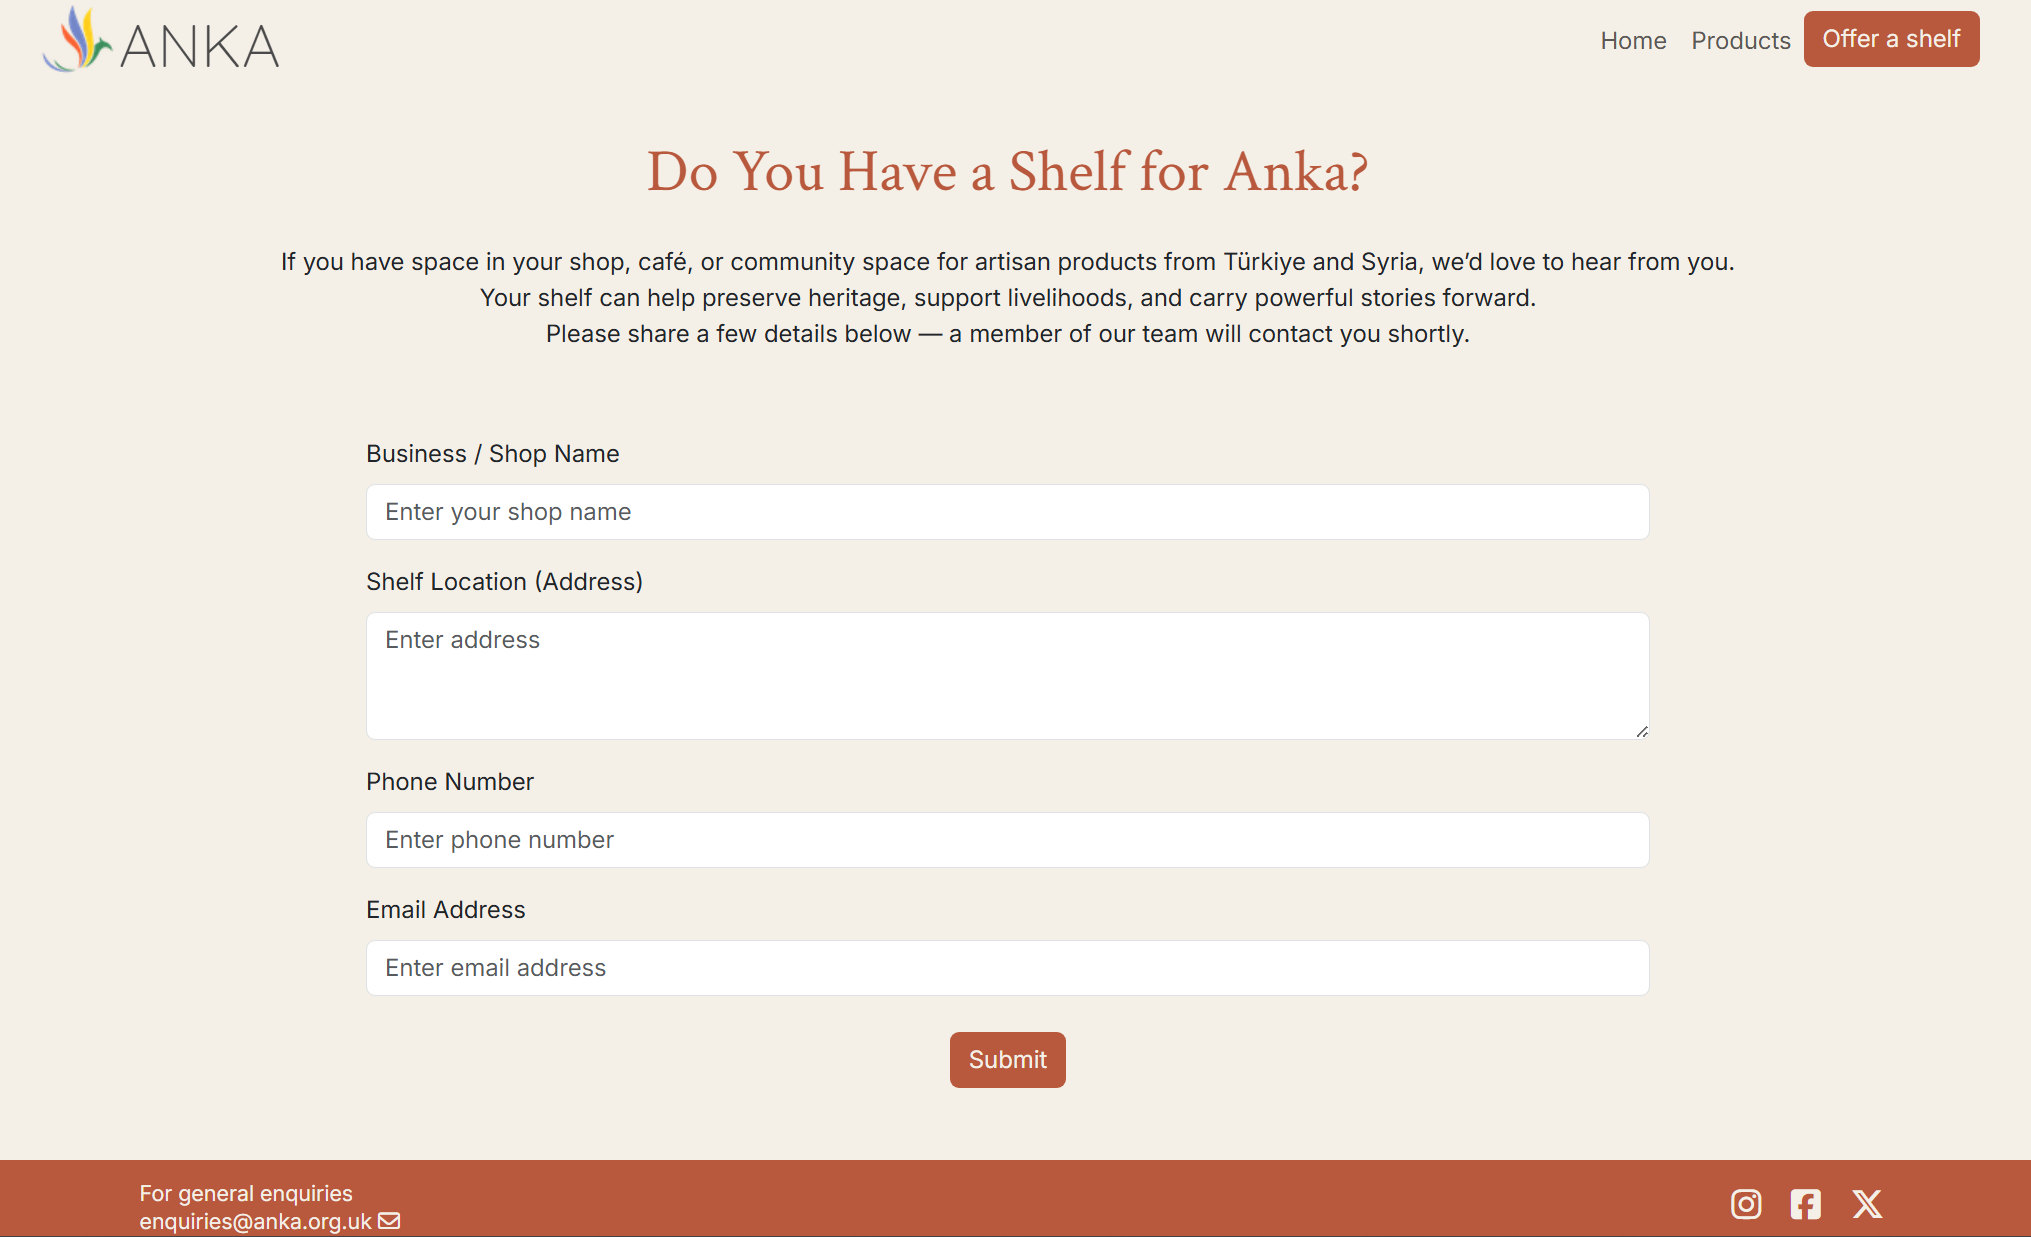 ANKA
Home
Products
Offer a shelf
Do You Have a Shelf for Anka?
If you have space in your shop, café, or community space for artisan products from Türkiye and Syria, we’d love to hear from you.
Your shelf can help preserve heritage, support livelihoods, and carry powerful stories forward.
Please share a few details below — a member of our team will contact you shortly.
Business / Shop Name
Enter your shop name
Shelf Location (Address)
Enter address
Phone Number
Enter phone number
Email Address
Enter email address
Submit
For general enquiries
enquiries@anka.org.uk